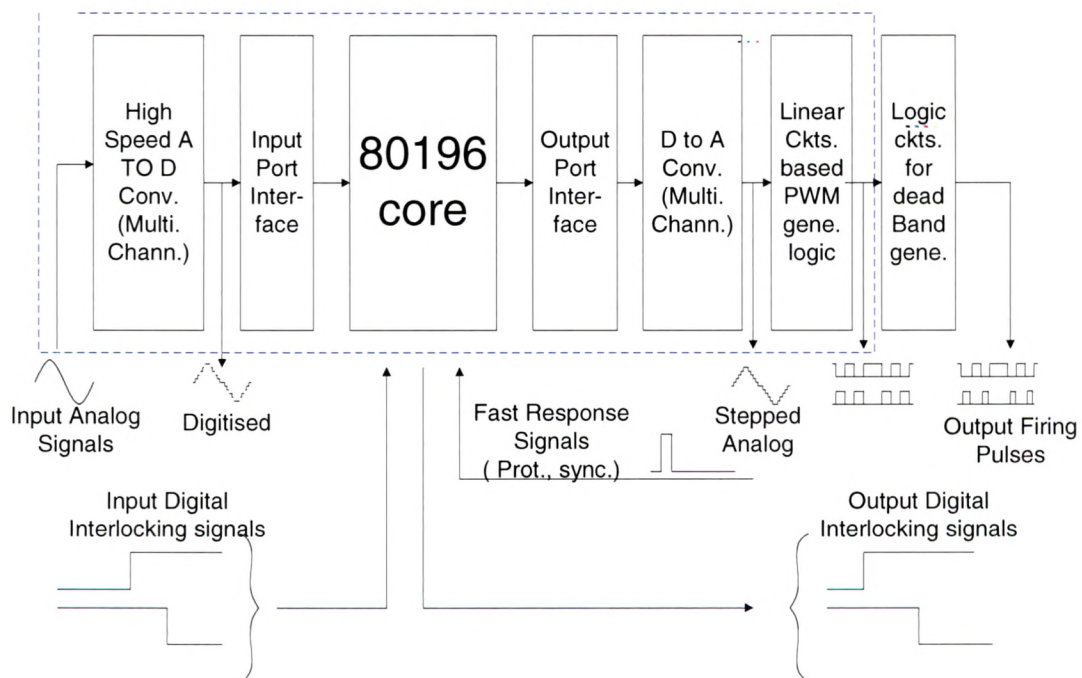 High
Speed A
TO D
Conv.
(Multi.
Chann.)
Input
Port
Inter-
face
80196
core
Output
Port
Inter-
face
D to A
Conv.
(Multi.
Chann.)
Linear
Ckts.
based
PWM
gene.
logic
Logic
ckts.
for
dead
Band
gene.
Input Analog
Signals
Digitised
Fast Response
Signals
( Prot., sync.)
Stepped
Analog
Output Firing
Pulses
Input Digital
Interlocking signals
Output Digital
Interlocking signals